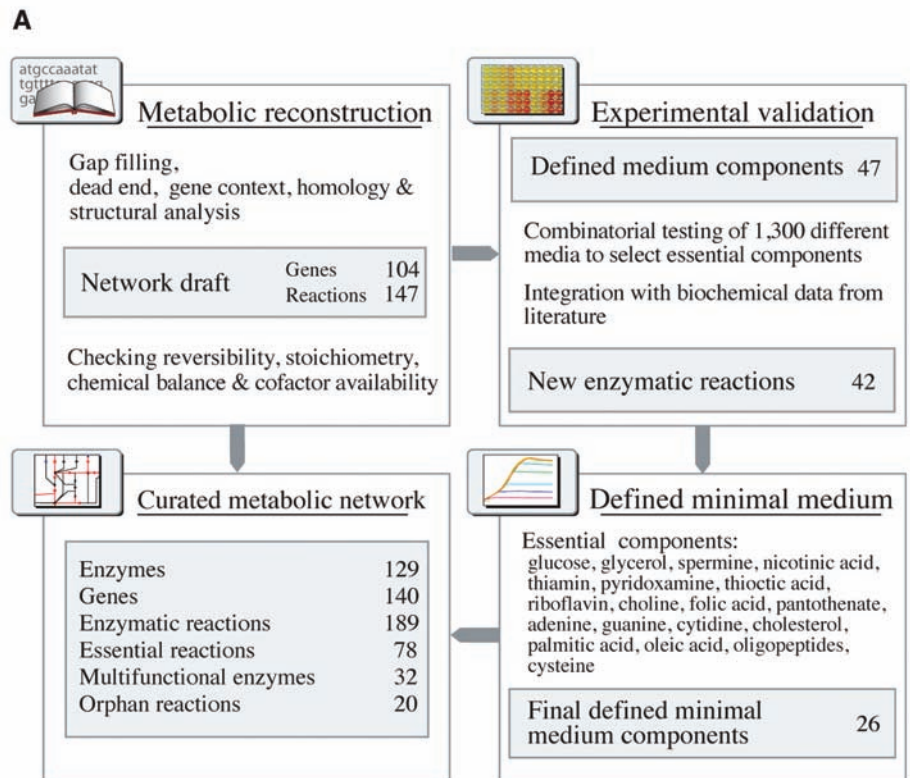 A
atgccaaatat
tgtttt
ga
Metabolic reconstruction
Gap filling,
dead end, gene context, homology &
structural analysis
Network draft
Genes 104
Reactions 147
Checking reversibility, stoichiometry,
chemical balance & cofactor availability
Experimental validation
Defined medium components 47
Combinatorial testing of 1,300 different
media to select essential components
Integration with biochemical data from
literature
New enzymatic reactions 42
Curated metabolic network
Enzymes 129
Genes 140
Enzymatic reactions 189
Essential reactions 78
Multifunctional enzymes 32
Orphan reactions 20
Defined minimal medium
Essential components:
glucose, glycerol, spermine, nicotinic acid,
thiamin, pyridoxamine, thioctic acid,
riboflavin, choline, folic acid, pantothenate,
adenine, guanine, cytidine, cholesterol,
palmitic acid, oleic acid, oligopeptides,
cysteine
Final defined minimal
medium components 26